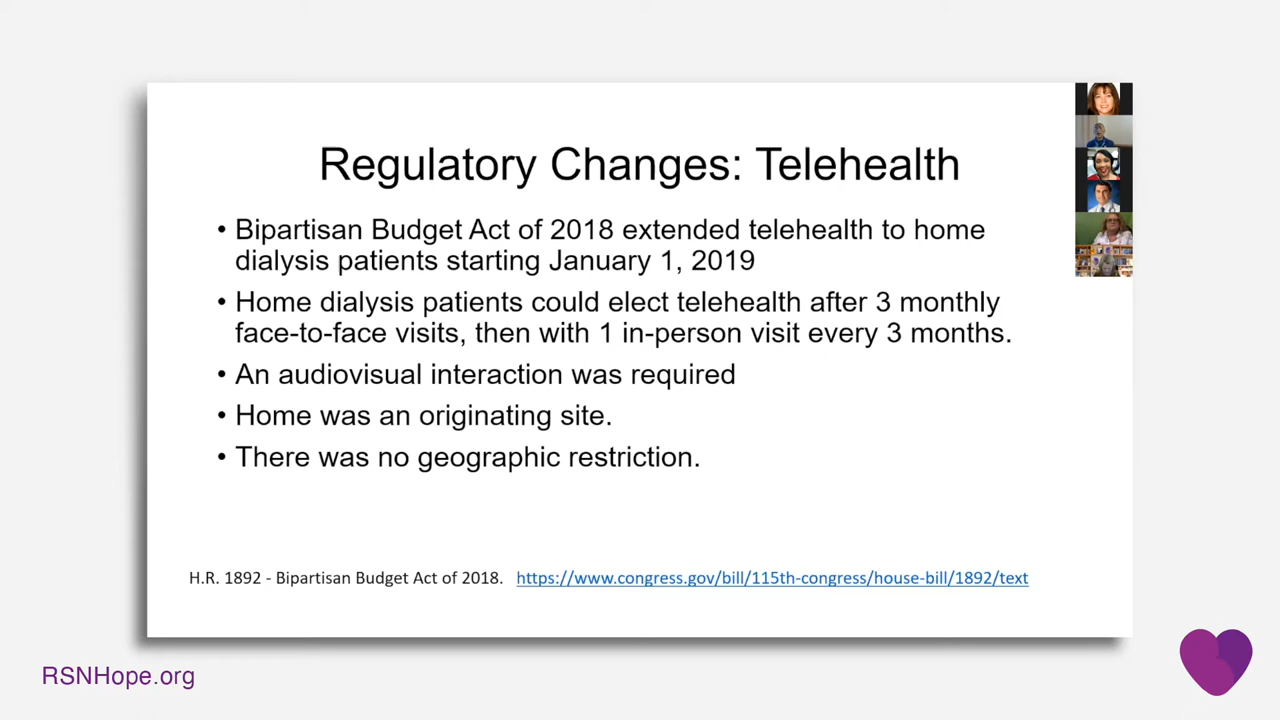 Regulatory Changes: Telehealth
• Bipartisan Budget Act of 2018 extended telehealth to home
dialysis patients starting January 1, 2019
• Home dialysis patients could elect telehealth after 3 monthly
face-to-face visits, then with 1 in-person visit every 3 months.
• An audiovisual interaction was required
• Home was an originating site.
• There was no geographic restriction.
H.R. 1892 - Bipartisan Budget Act of 2018. https://www.congress.gov/bill/115th-congress/house-bill/1892/text
RSNHope.org